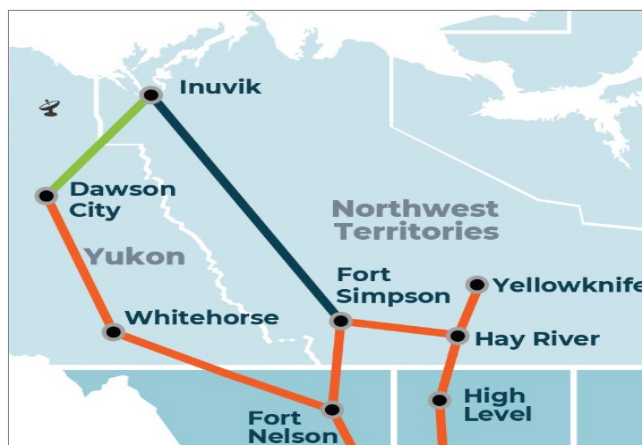 Inuvik
Dawson
City
Northwest
Territories
Yukon
Fort
Simpson
Yellowknife
Whitehorse
Hay River
High
Level
Fort
Nelson